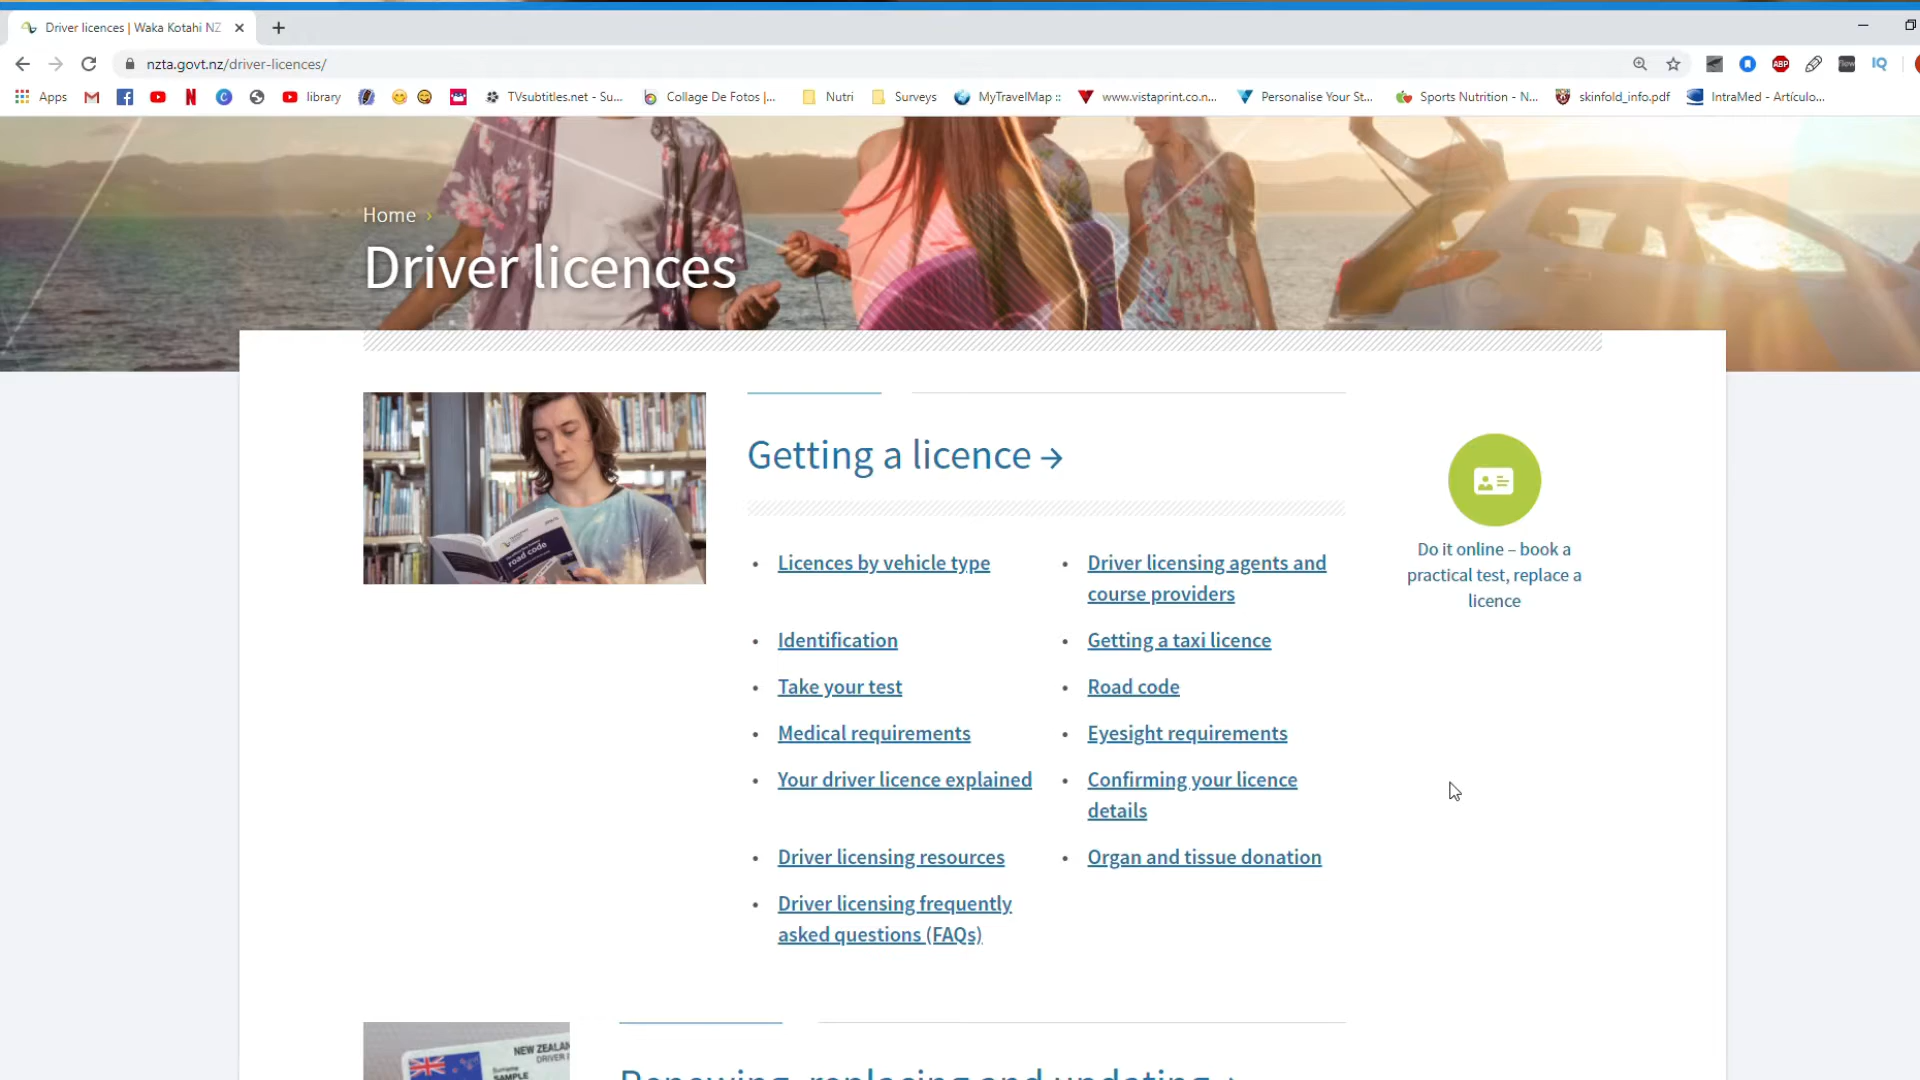 Driver licences | Waka Kotahi NZ
nzta.govt.nz/driver-licences/
ABP
IQ
Apps
library
TVsubtitles.net - Su...
Collage De Fotos |...
Nutri
Surveys
MyTravelMap ::
www.vistaprint.co.n...
Personalise Your St...
Sports Nutrition - N...
skinfold_info.pdf
IntraMed - Artículo...
Home ›
Driver licences
road code
Getting a licence →
Licences by vehicle type
Identification
Take your test
Medical requirements
Your driver licence explained
Driver licensing resources
Driver licensing frequently
asked questions (FAQs)
Driver licensing agents and
course providers
Getting a taxi licence
Road code
Eyesight requirements
Confirming your licence
details
Organ and tissue donation
Do it online – book a
practical test, replace a
licence
NEW ZEALAN
DRIVER
Surname
SAMPLE
Renewing, replacing and updating